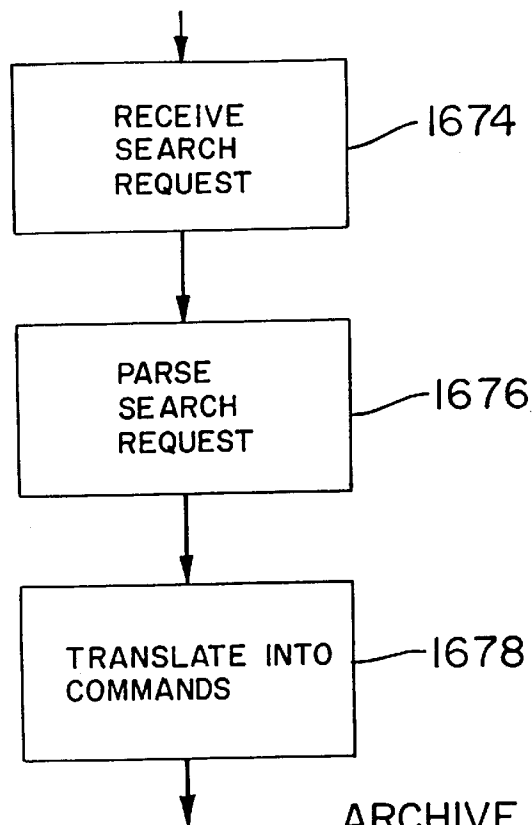 RECEIVE
SEARCH
REQUEST
1674
PARSE
SEARCH
REQUEST
1676
TRANSLATE INTO
COMMANDS
1678
ARCHIVE